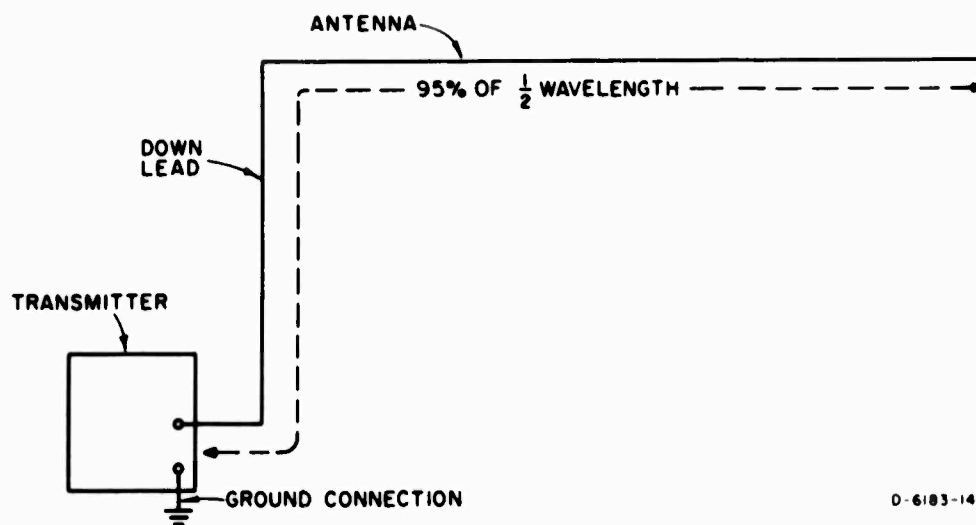 ANTENNA
95% OF 1/2 WAVELENGTH
DOWN
LEAD
TRANSMITTER
GROUND CONNECTION
D-6183-14